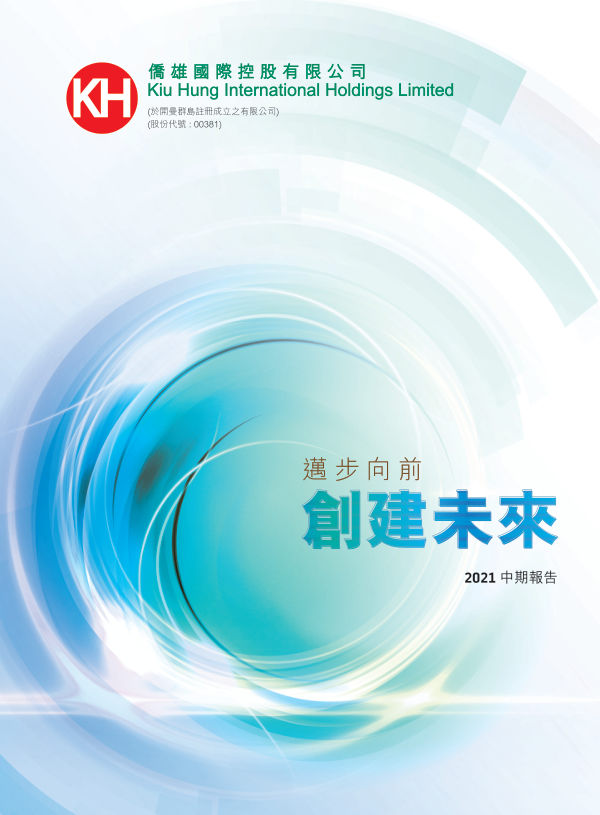 KH
僑雄國際控股有限公司
Kiu Hung International Holdings Limited
(於開曼群島註冊成立之有限公司)
(股份代號 : 00381)
邁步向前
創建未來
2021 中期報告